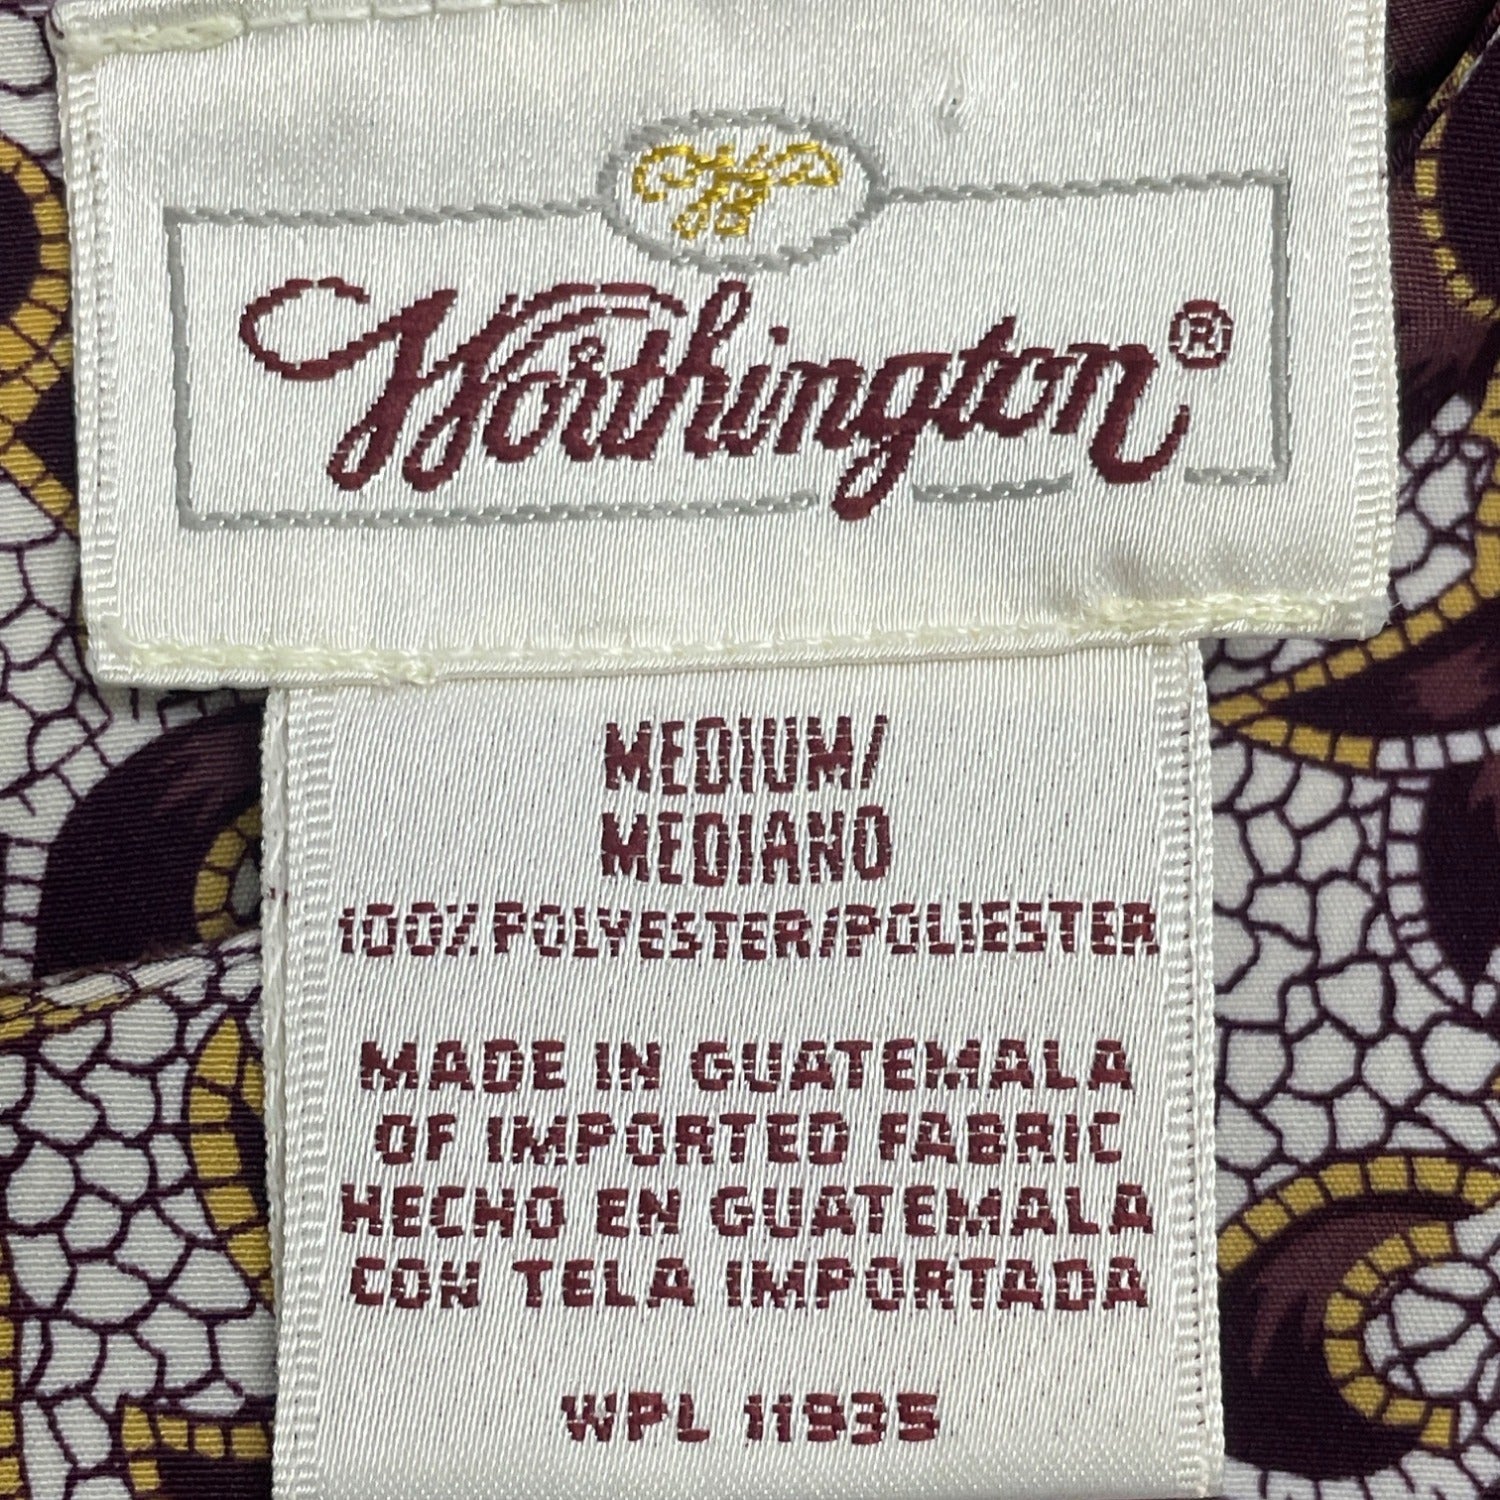 Worthington®
MEDIUM/
MEDIANO
100% POLYESTER/POLIESTER
MADE IN GUATEMALA
OF IMPORTED FABRIC
HECHO EN GUATEMALA
CON TELA IMPORTADA
WPL 11935